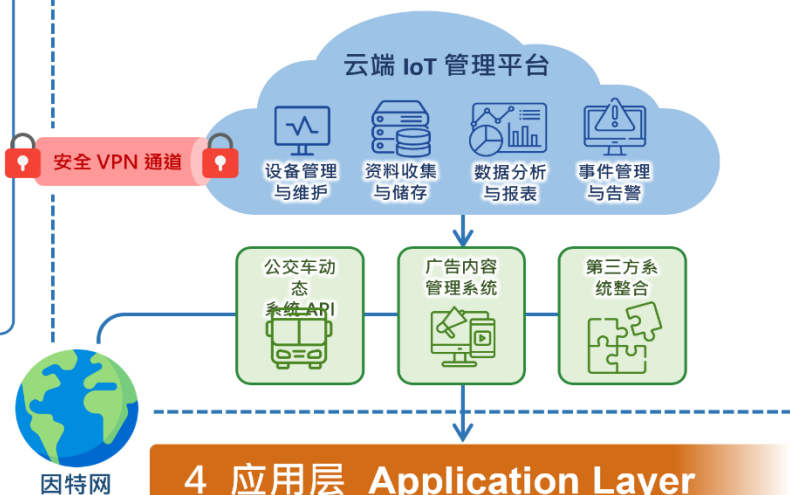 云端 IoT 管理平台
安全 VPN 通道
设备管理
与维护
资料收集
与储存
数据分析
与报表
事件管理
与告警
公交车动
态
系统 API
广告内容
管理系统
第三方系
统整合
因特网
4 应用层 Application Layer